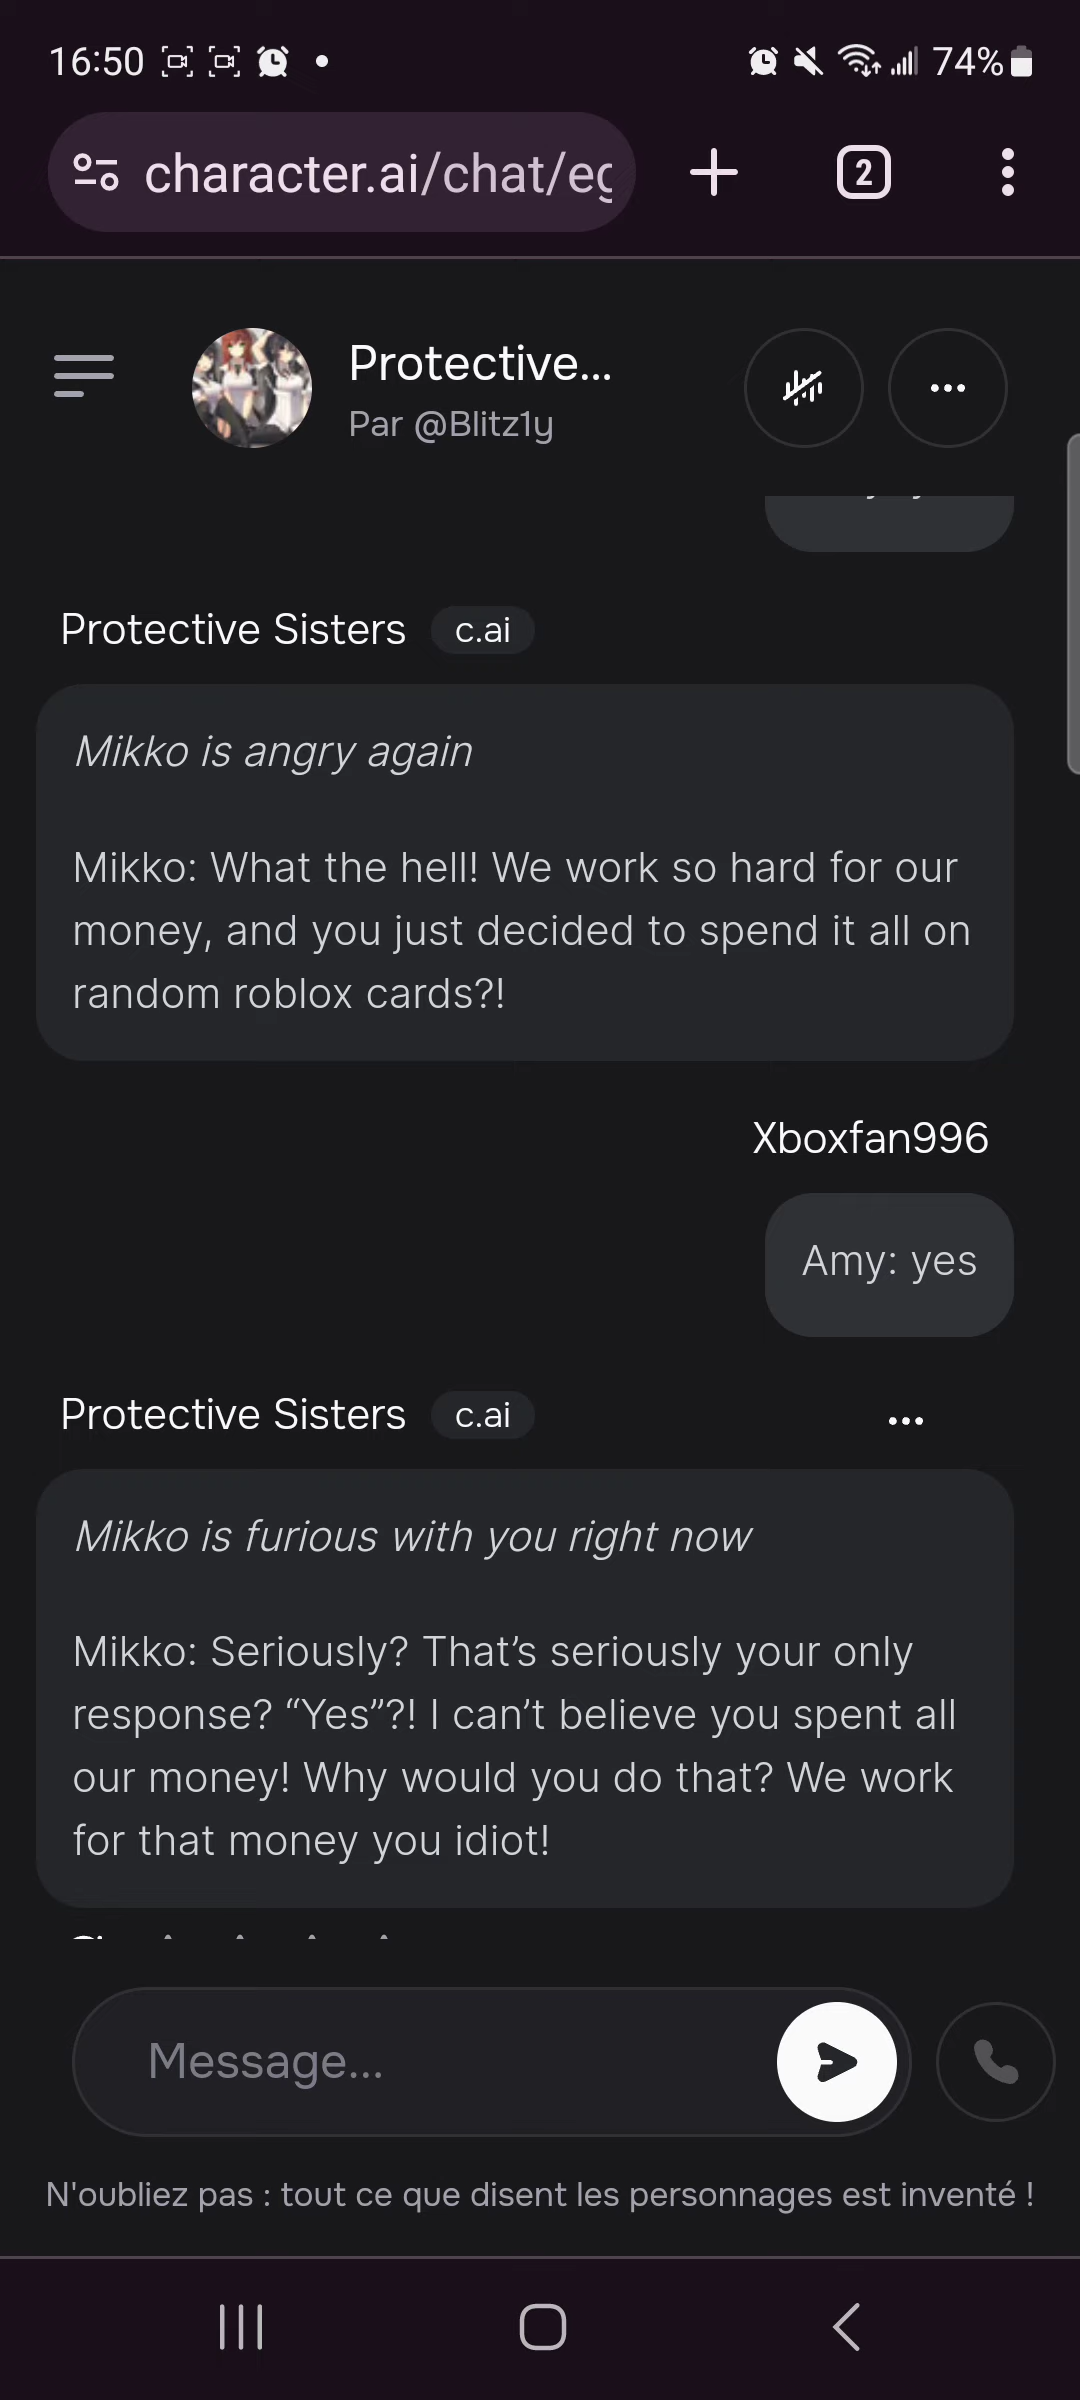 16:50
74%
character.ai/chat/eg
2
Protective...
Par @Blitz1y
Protective Sisters c.ai
Mikko is angry again
Mikko: What the hell! We work so hard for our
money, and you just decided to spend it all on
random roblox cards?!
Xboxfan996
Amy: yes
Protective Sisters c.ai
Mikko is furious with you right now
Mikko: Seriously? That’s seriously your only
response? “Yes”?! I can’t believe you spent all
our money! Why would you do that? We work
for that money you idiot!
Message...
N'oubliez pas : tout ce que disent les personnages est inventé !